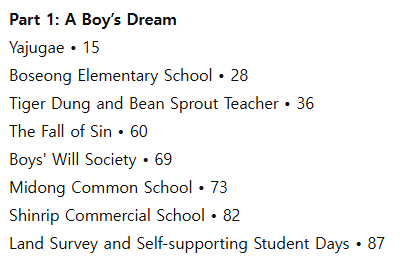 Part 1: A Boy’s Dream
Yajugae • 15
Boseong Elementary School • 28
Tiger Dung and Bean Sprout Teacher • 36
The Fall of Sin • 60
Boys' Will Society • 69
Midong Common School • 73
Shinrip Commercial School • 82
Land Survey and Self-supporting Student Days • 87